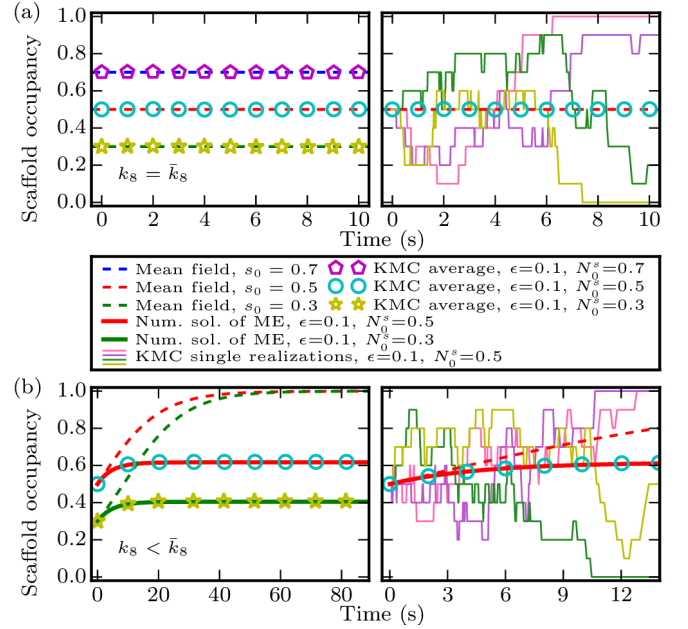 (a)
Scaffold occupancy
1.0
0.8
0.6
0.4
0.2
0.0
k₈ = k̄₈
0 2 4 6 8 10
Time (s)
0 2 4 6 8 10
Time (s)
Mean field, s₀ = 0.7
Mean field, s₀ = 0.5
Mean field, s₀ = 0.3
Num. sol. of ME, ϵ=0.1, N₀ˢ=0.5
Num. sol. of ME, ϵ=0.1, N₀ˢ=0.3
KMC single realizations, ϵ=0.1, N₀ˢ=0.5
KMC average, ϵ=0.1, N₀ˢ=0.7
KMC average, ϵ=0.1, N₀ˢ=0.5
KMC average, ϵ=0.1, N₀ˢ=0.3
(b)
Scaffold occupancy
1.0
0.8
0.6
0.4
0.2
0.0
k₈ < k̄₈
0 20 40 60 80
Time (s)
0 3 6 9 12
Time (s)